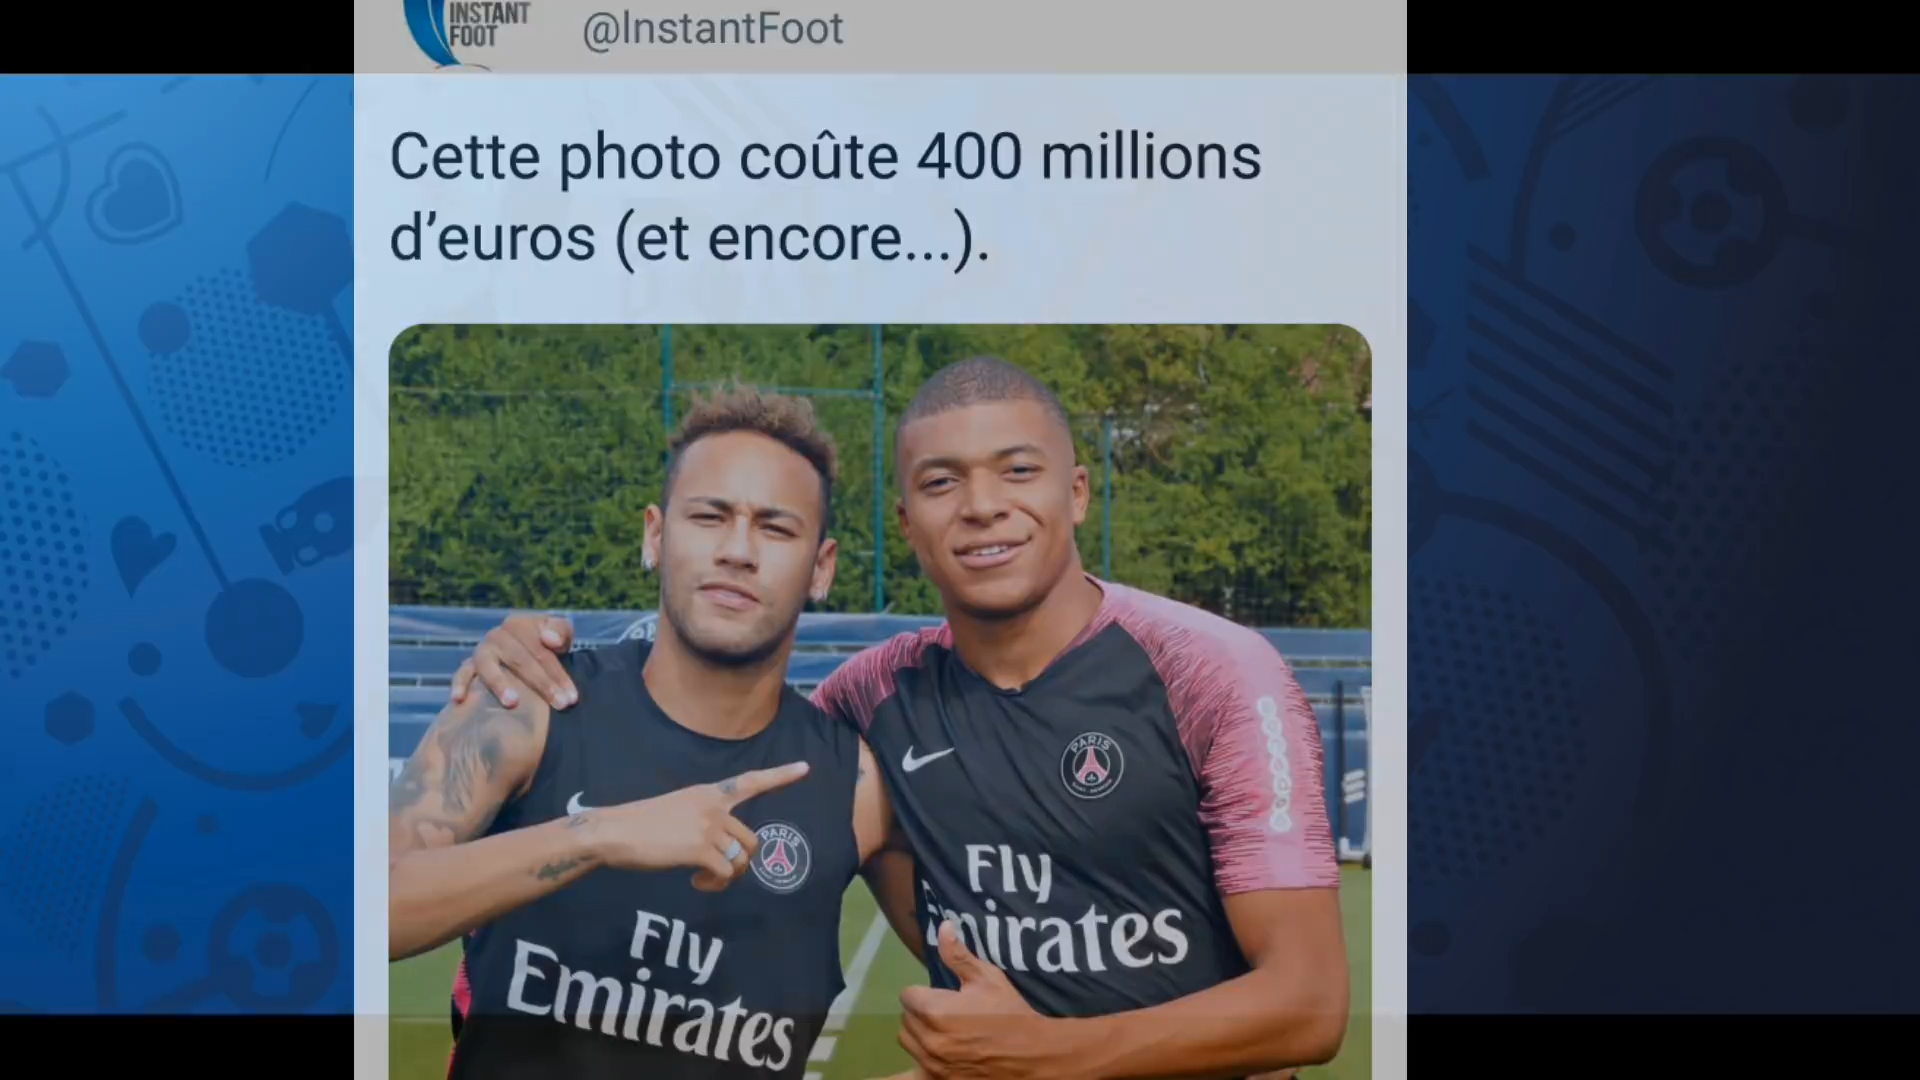 INSTANT
FOOT
@InstantFoot
Cette photo coûte 400 millions
d’euros (et encore...).
PARIS
PARIS
Fly
Emirates
Fly
Emirates